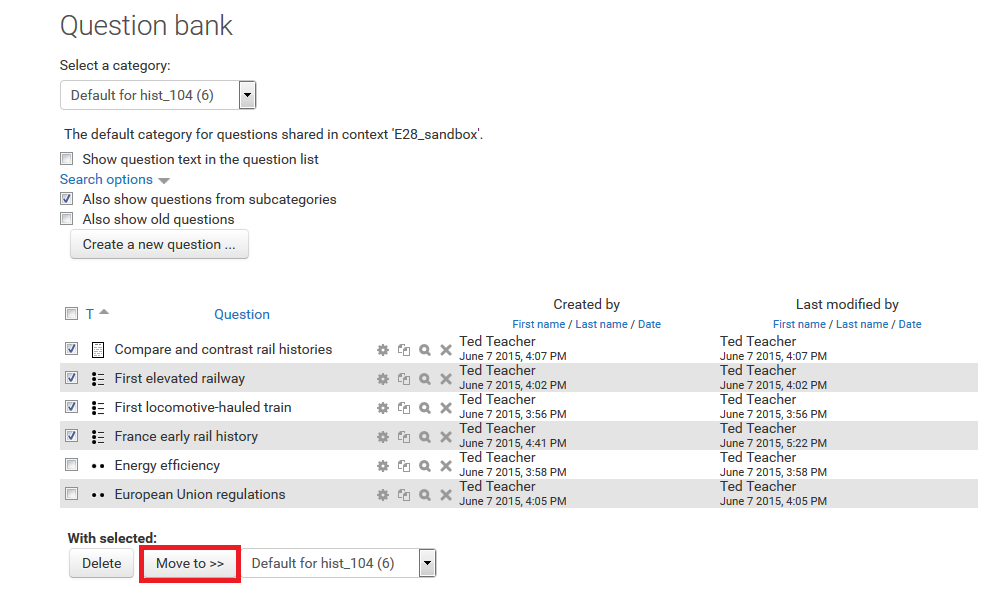 Question bank
Select a category:
Default for hist_104 (6)
The default category for questions shared in context 'E28_sandbox'.
Show question text in the question list
Search options
Also show questions from subcategories
Also show old questions
Create a new question ...
T Question Created by Last modified by
First name / Last name / Date First name / Last name / Date
Compare and contrast rail histories Ted Teacher Ted Teacher
June 7 2015, 4:07 PM June 7 2015, 4:07 PM
First elevated railway Ted Teacher Ted Teacher
June 7 2015, 4:02 PM June 7 2015, 4:02 PM
First locomotive-hauled train Ted Teacher Ted Teacher
June 7 2015, 3:56 PM June 7 2015, 3:56 PM
France early rail history Ted Teacher Ted Teacher
June 7 2015, 4:41 PM June 7 2015, 5:22 PM
Energy efficiency Ted Teacher Ted Teacher
June 7 2015, 3:58 PM June 7 2015, 3:58 PM
European Union regulations Ted Teacher Ted Teacher
June 7 2015, 4:05 PM June 7 2015, 4:05 PM
With selected:
Delete Move to >> Default for hist_104 (6)